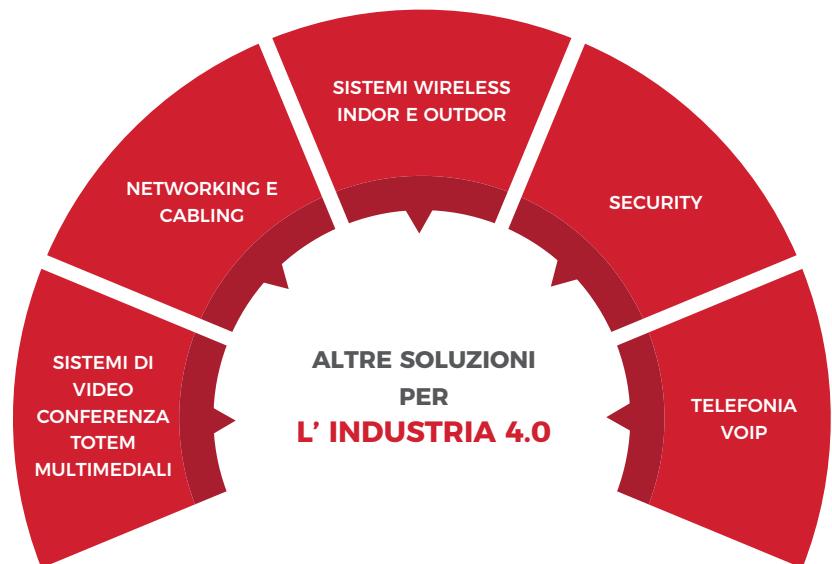 SISTEMI WIRELESS
INDOR E OUTDOR
NETWORKING E
CABLING
SECURITY
SISTEMI DI
VIDEO
CONFERENZA
TOTEM
MULTIMEDIALI
ALTRE SOLUZIONI
PER
L' INDUSTRIA 4.0
TELEFONIA
VOIP